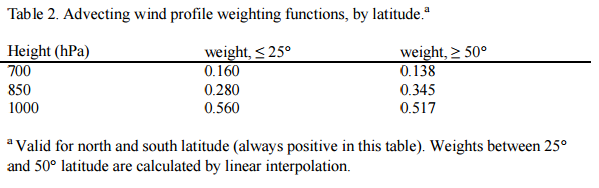 Table 2. Advecting wind profile weighting functions, by latitude.ª
Height (hPa) weight, ≤ 25° weight, ≥ 50°
700 0.160 0.138
850 0.280 0.345
1000 0.560 0.517
ª Valid for north and south latitude (always positive in this table). Weights between 25°
and 50° latitude are calculated by linear interpolation.